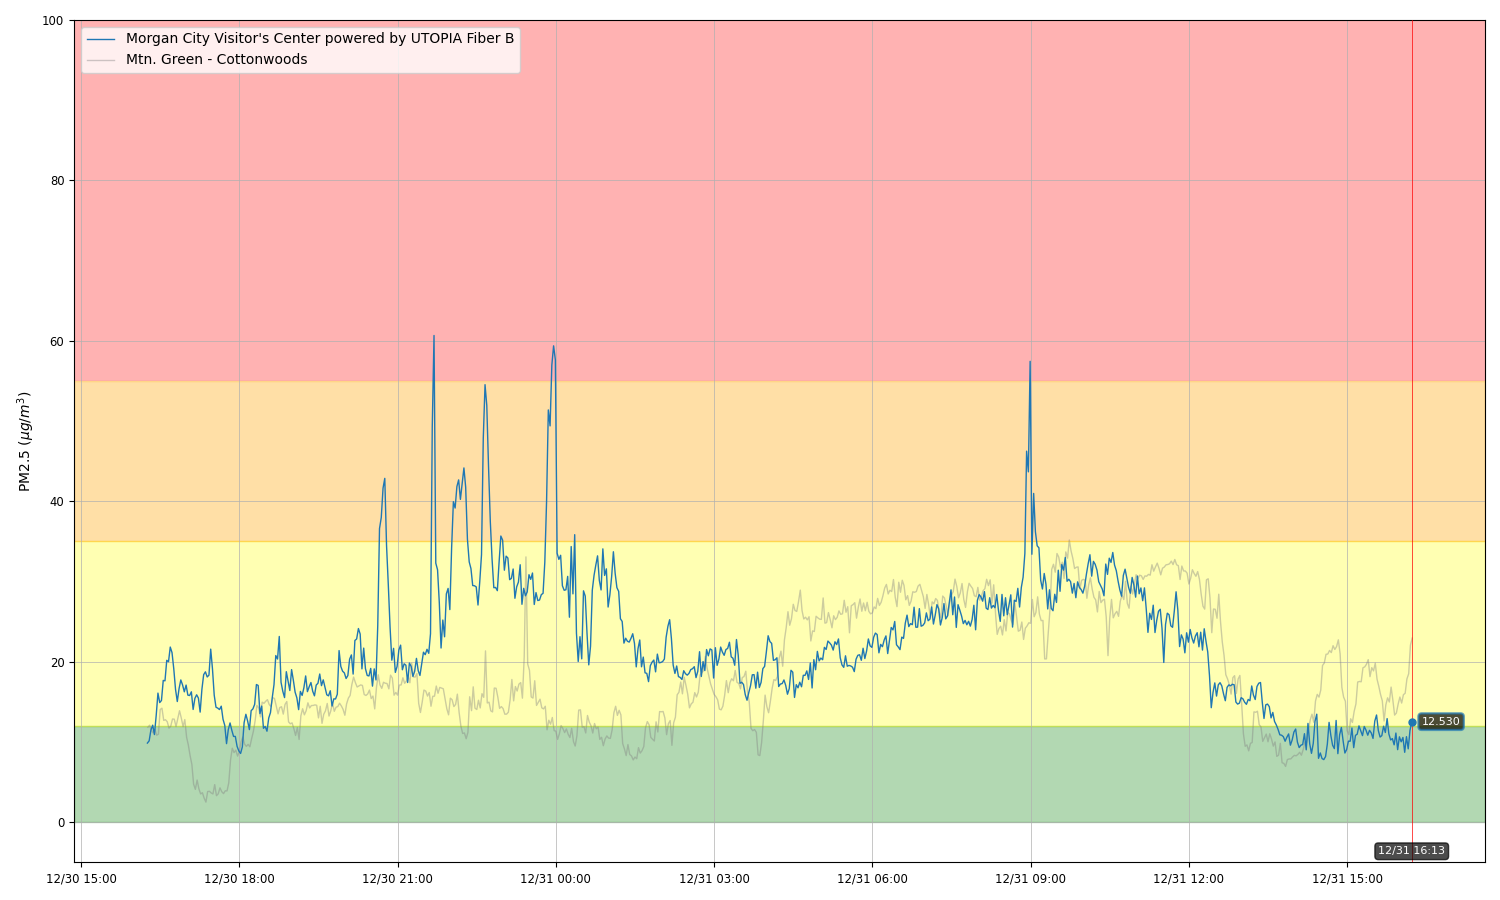 100
80
60
40
20
0
PM2.5 (μg/m³)
Morgan City Visitor's Center powered by UTOPIA Fiber B
Mtn. Green - Cottonwoods
12.530
12/31 16:13
12/30 15:00 12/30 18:00 12/30 21:00 12/31 00:00 12/31 03:00 12/31 06:00 12/31 09:00 12/31 12:00 12/31 15:00